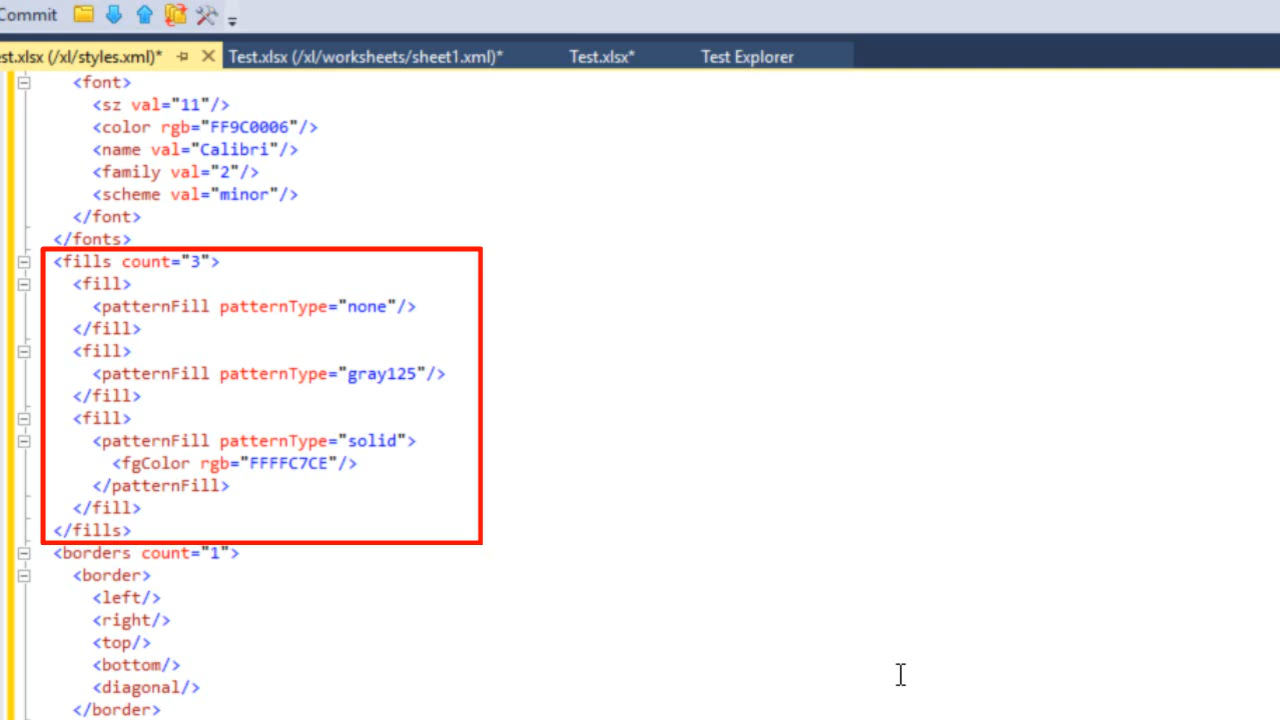 Commit
est.xlsx (/xl/styles.xml)* Test.xlsx (/xl/worksheets/sheet1.xml)* Test.xlsx* Test Explorer
<font>
<sz val="11"/>
<color rgb="FF9C0006"/>
<name val="Calibri"/>
<family val="2"/>
<scheme val="minor"/>
</font>
</fonts>
<fills count="3">
<fill>
<patternFill patternType="none"/>
</fill>
<fill>
<patternFill patternType="gray125"/>
</fill>
<fill>
<patternFill patternType="solid">
<fgColor rgb="FFFFC7CE"/>
</patternFill>
</fill>
</fills>
<borders count="1">
<border>
<left/>
<right/>
<top/>
<bottom/>
<diagonal/>
</border>